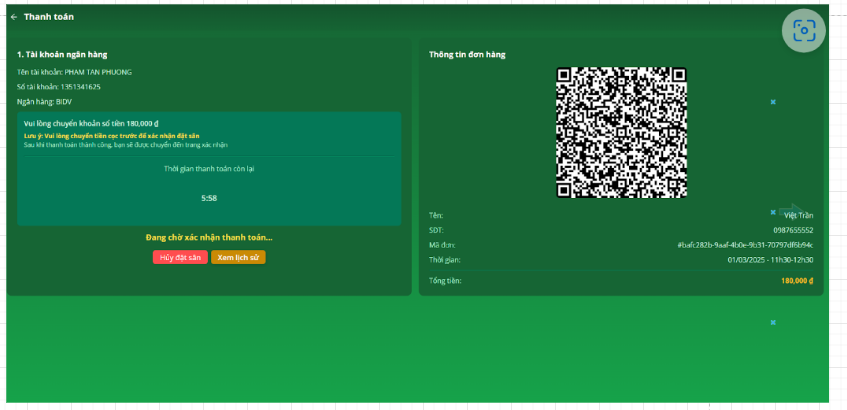 ← Thanh toán
1. Tài khoản ngân hàng
Tên tài khoản: PHAM TAN PHUONG
Số tài khoản: 1351341625
Ngân hàng: BIDV
Vui lòng chuyển khoản số tiền 180,000 ₫
Lưu ý: Vui lòng chuyển tiền cọc trước để xác nhận đặt sân
Sau khi thanh toán thành công, bạn sẽ được chuyển đến trang xác nhận
Thời gian thanh toán còn lại
5:58
Đang chờ xác nhận thanh toán...
Hủy đặt sân
Xem lịch sử
Thông tin đơn hàng
Tên: Việt Trần
SĐT: 0987655552
Mã đơn: #bafc282b-9aaf-4b0e-9b31-70797df6b94c
Thời gian: 01/03/2025 - 11h30-12h30
Tổng tiền: 180,000 ₫